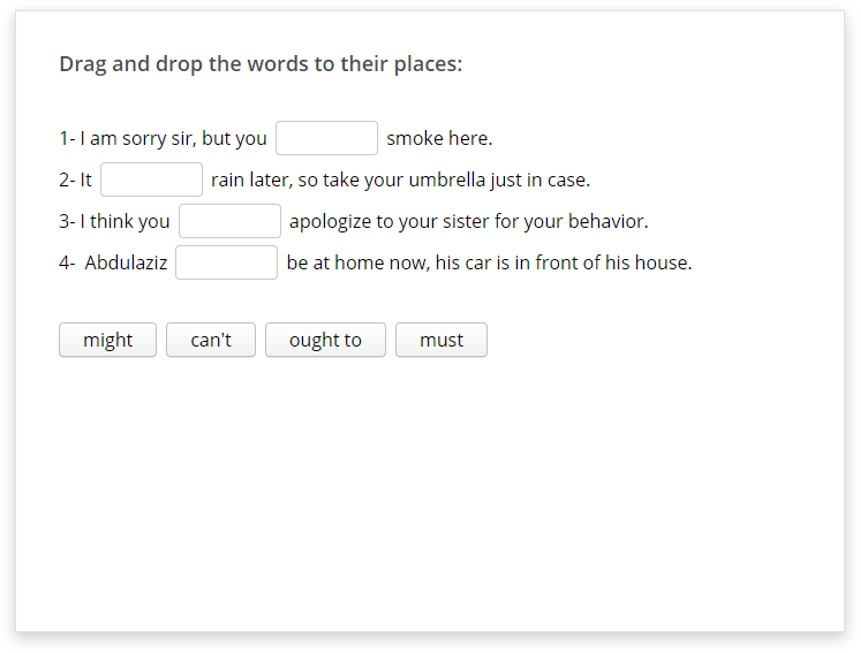 Drag and drop the words to their places:
1- I am sorry sir, but you smoke here.
2- It rain later, so take your umbrella just in case.
3- I think you apologize to your sister for your behavior.
4- Abdulaziz be at home now, his car is in front of his house.
might can't ought to must